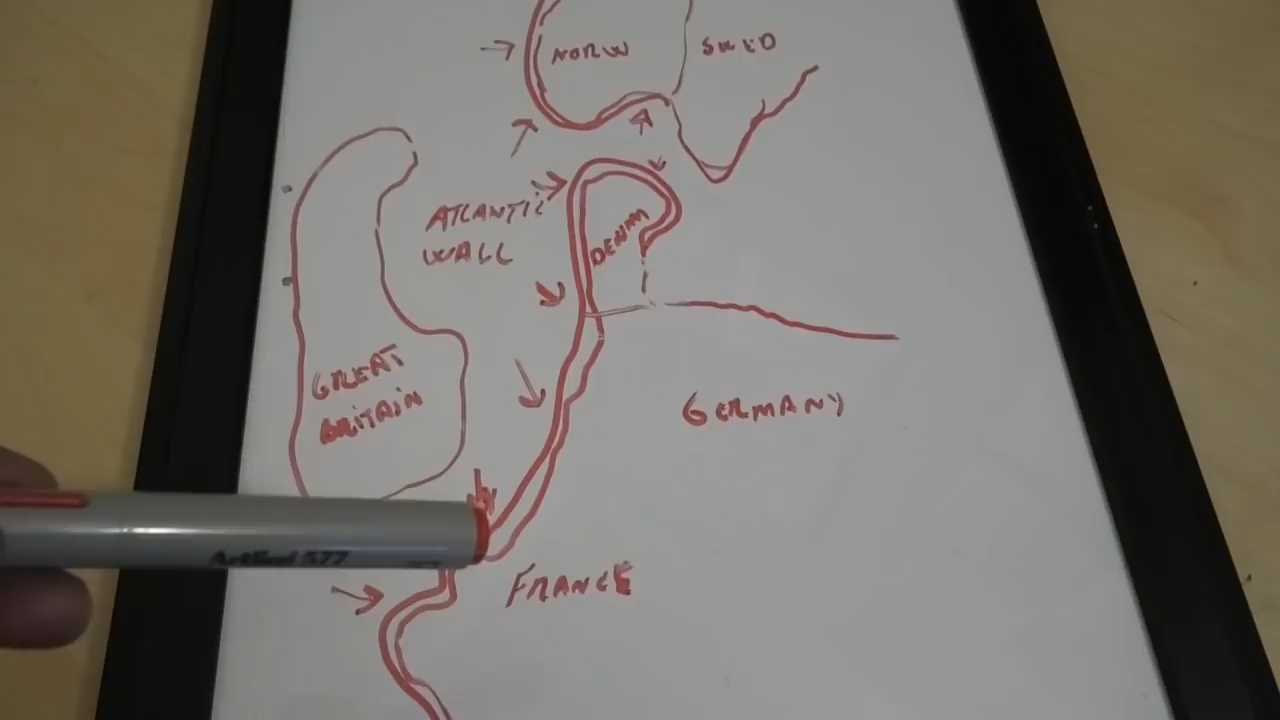 NORW
SWED
ATLANTIC
WALL
DENM
GREAT
BRITAIN
GERMANY
FRANCE